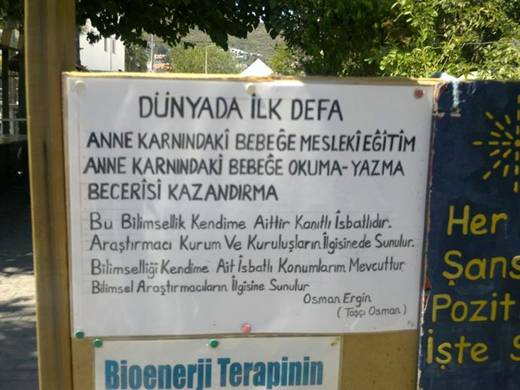 DÜNYADA İLK DEFA
ANNE KARNINDAKİ BEBEĞE MESLEKİ EĞİTİM
ANNE KARNINDAKİ BEBEĞE OKUMA-YAZMA
BECERİSİ KAZANDIRMA
Bu Bilimsellik Kendime Aittir Kanıtlı İsbatlıdır.
Araştırmacı Kurum Ve Kuruluşların İlgisinede Sunulur.
Bilimselliği Kendime Ait İsbatlı Konumlarım Mevcuttur
Bilimsel Araştırmacıların İlgisine Sunulur
Osman Ergin
(Taşçı Osman)
Bioenerji Terapinin
Her
Şans
Pozit
İşte S